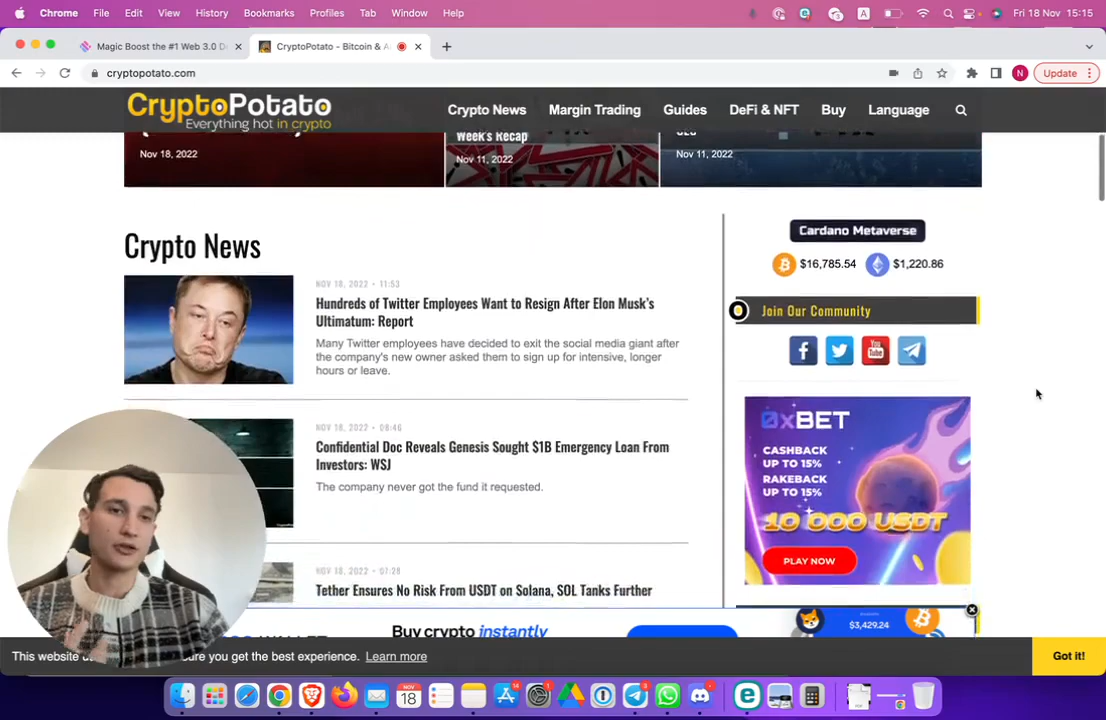 Chrome File Edit View History Bookmarks Profiles Tab Window Help
A
Fri 18 Nov 15:15
Magic Boost the #1 Web 3.0 D
CryptoPotato - Bitcoin & A
cryptopotato.com
N
Update
CryptoPotato
Everything hot in crypto
Crypto News Margin Trading Guides DeFi & NFT Buy Language
Nov 18, 2022
Week's Recap
Nov 11, 2022
Nov 11, 2022
Crypto News
NOV 18, 2022 • 11:53
Hundreds of Twitter Employees Want to Resign After Elon Musk's
Ultimatum: Report
Many Twitter employees have decided to exit the social media giant after
the company's new owner asked them to sign up for intensive, longer
hours or leave.
NOV 18, 2022 • 08:46
Confidential Doc Reveals Genesis Sought $1B Emergency Loan From
Investors: WSJ
The company never got the fund it requested.
NOV 18, 2022 • 07:28
Tether Ensures No Risk From USDT on Solana, SOL Tanks Further
Cardano Metaverse
$16,785.54 $1,220.86
Join Our Community
You
Tube
0xBET
CASHBACK
UP TO 15%
RAKEBACK
UP TO 15%
10 000 USDT
PLAY NOW
Buy crypto instantly
$3,429.24
This website u
sure you get the best experience. Learn more
Got it!
NOV
18